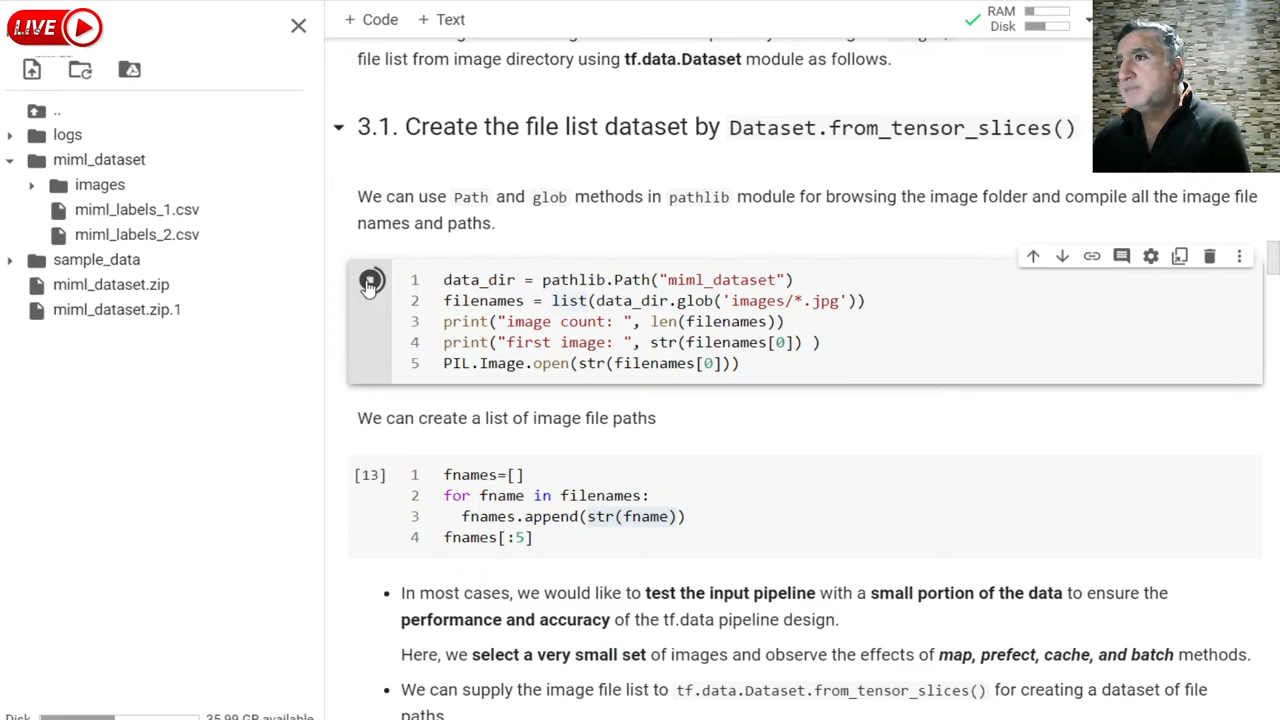 LIVE
+ Code + Text
RAM
Disk
file list from image directory using tf.data.Dataset module as follows.
3.1. Create the file list dataset by Dataset.from_tensor_slices()
We can use Path and glob methods in pathlib module for browsing the image folder and compile all the image file
names and paths.
..
logs
miml_dataset
images
miml_labels_1.csv
miml_labels_2.csv
sample_data
miml_dataset.zip
miml_dataset.zip.1
1 data_dir = pathlib.Path("miml_dataset")
2 filenames = list(data_dir.glob('images/*.jpg'))
3 print("image count: ", len(filenames))
4 print("first image: ", str(filenames[0]) )
5 PIL.Image.open(str(filenames[0]))
We can create a list of image file paths
[13] 1 fnames=[]
2 for fname in filenames:
3 fnames.append(str(fname))
4 fnames[:5]
• In most cases, we would like to test the input pipeline with a small portion of the data to ensure the
performance and accuracy of the tf.data pipeline design.
Here, we select a very small set of images and observe the effects of map, prefect, cache, and batch methods.
• We can supply the image file list to tf.data.Dataset.from_tensor_slices() for creating a dataset of file
paths
Disk 35.99 GB available